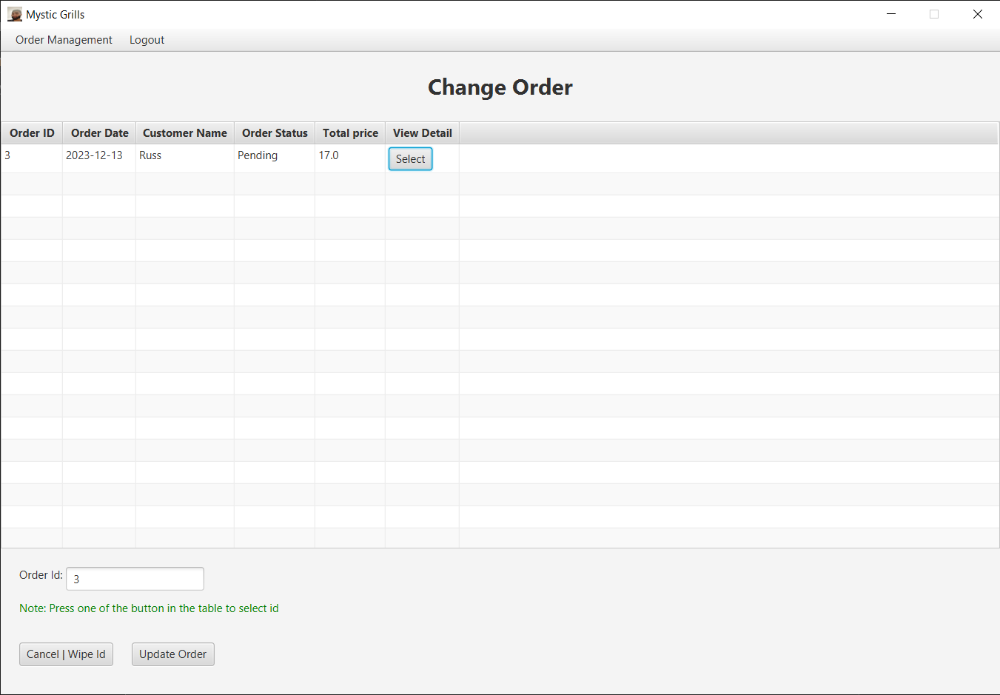 Mystic Grills
Order Management Logout
Change Order
Order ID Order Date Customer Name Order Status Total price View Detail
3 2023-12-13 Russ Pending 17.0 Select
Order Id: 3
Note: Press one of the button in the table to select id
Cancel | Wipe Id Update Order